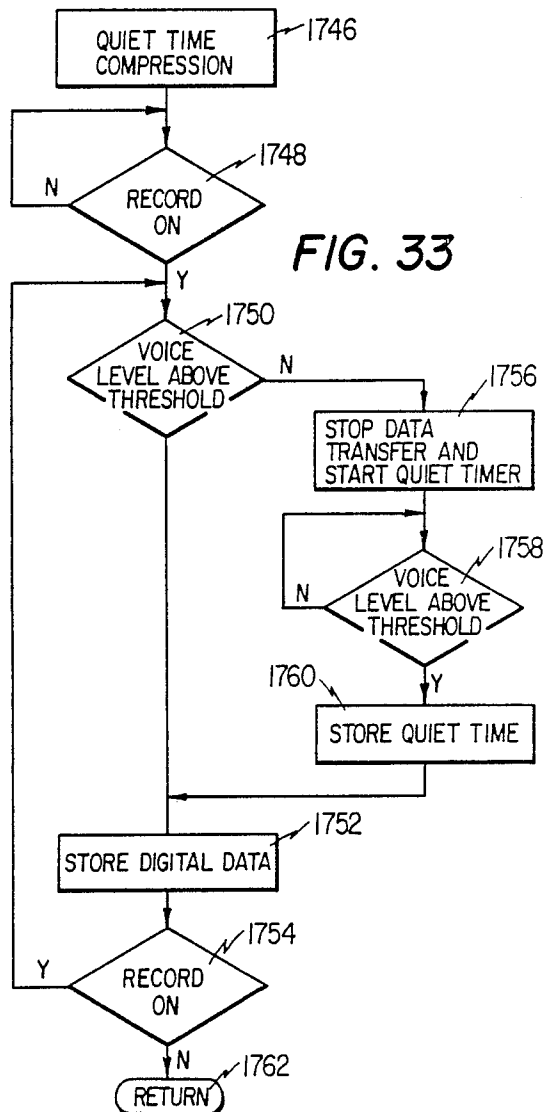 QUIET TIME
COMPRESSION
1746
1748
N
RECORD
ON
FIG. 33
Y
1750
VOICE
LEVEL ABOVE
THRESHOLD
N
1756
STOP DATA
TRANSFER AND
START QUIET TIMER
1758
N
VOICE
LEVEL ABOVE
THRESHOLD
1760
Y
STORE QUIET TIME
1752
STORE DIGITAL DATA
1754
Y
RECORD
ON
N
1762
RETURN